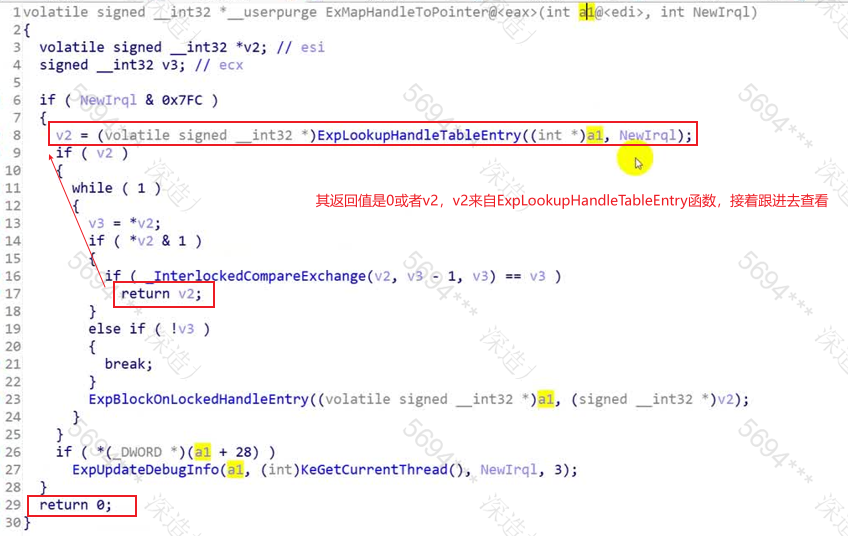 1 volatile signed __int32 *__userpurge ExMapHandleToPointer@<eax>(int a1@<edi>, int NewIrql)
2 {
3 volatile signed __int32 *v2; // esi
4 signed __int32 v3; // ecx
5
6 if ( NewIrql & 0x7FC )
7 {
8 v2 = (volatile signed __int32 *)ExpLookupHandleTableEntry((int *)a1, NewIrql);
9 if ( v2 )
10 {
11 while ( 1 )
12 {
其返回值是0或者v2，v2来自ExpLookupHandleTableEntry函数，接着跟进去查看
13 v3 = *v2;
14 if ( *v2 & 1 )
15 {
16 if ( _InterlockedCompareExchange(v2, v3 - 1, v3) == v3 )
17 return v2;
18 }
19 else if ( !v3 )
20 {
21 break;
22 }
23 ExpBlockOnLockedHandleEntry((volatile signed __int32 *)a1, (signed __int32 *)v2);
24 }
25 }
26 if ( *(_DWORD *)(a1 + 28) )
27 ExpUpdateDebugInfo(a1, (int)KeGetCurrentThread(), NewIrql, 3);
28 }
29 return 0;
30 }